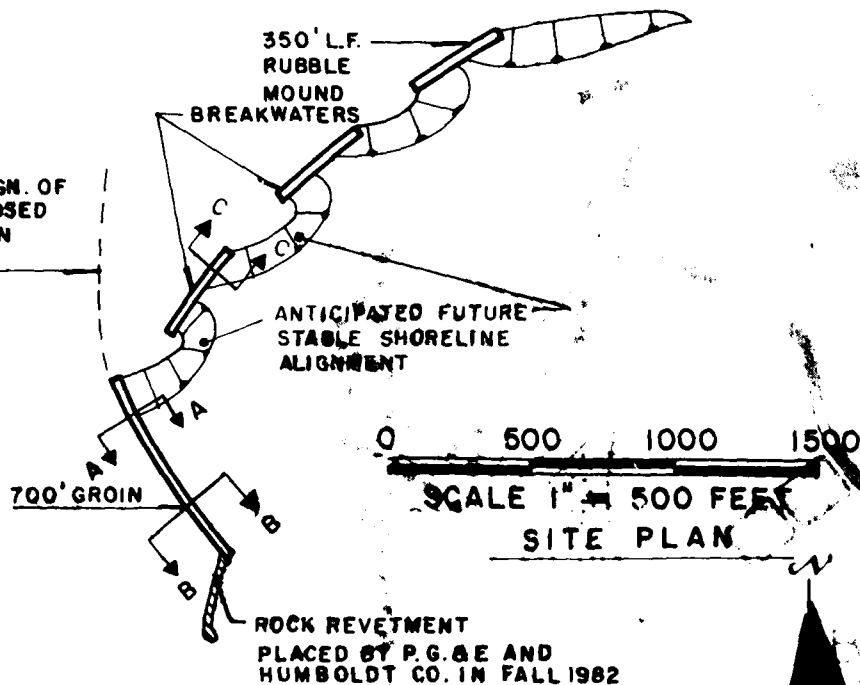 350' L.F.
RUBBLE
MOUND
BREAKWATERS
OF
C
C
ANTICIPATED FUTURE
STABLE SHORELINE
ALIGNMENT
A
A
0 500 1000 1500
SCALE 1" = 500 FEET
SITE PLAN
700' GROIN
B
B
N
ROCK REVETMENT
PLACED BY P.G.&E AND
HUMBOLDT CO. IN FALL 1982